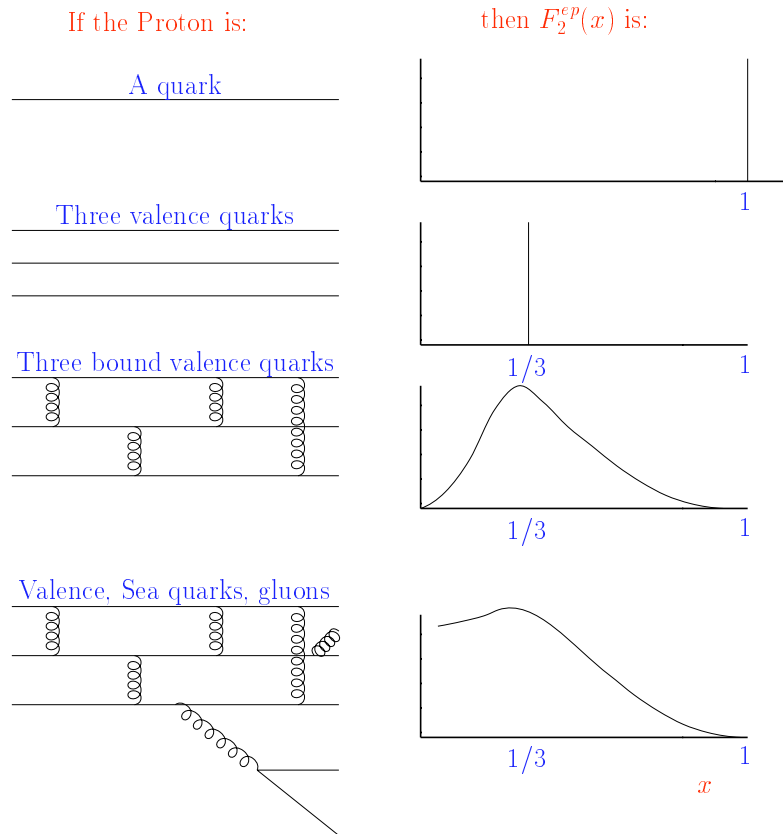 If the Proton is:
then $F_2^{ep}(x)$ is:
A quark
1
Three valence quarks
1/3 1
Three bound valence quarks
1/3 1
Valence, Sea quarks, gluons
1/3 1
x